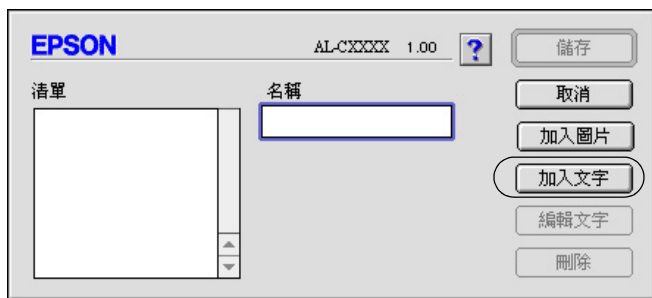 EPSON AL-CXXXX 1.00 ? 儲存
清單 名稱 取消
加入圖片
加入文字
編輯文字
刪除